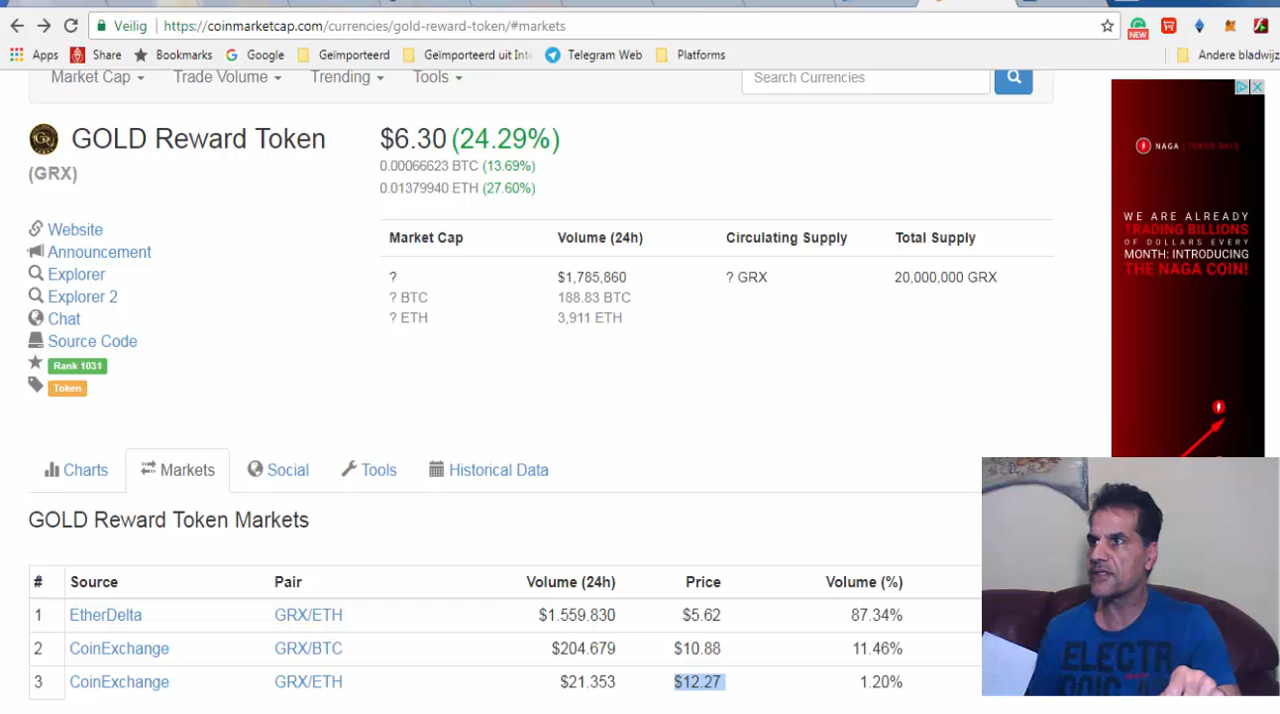 Veilig https://coinmarketcap.com/currencies/gold-reward-token/#markets
NEW
Apps Share Bookmarks Google Geïmporteerd Geïmporteerd uit Inte Telegram Web Platforms Andere bladwijz
Market Cap Trade Volume Trending Tools Search Currencies
GOLD Reward Token
(GRX)
$6.30 (24.29%)
0.00066623 BTC (13.69%)
0.01379940 ETH (27.60%)
Website
Announcement
Explorer
Explorer 2
Chat
Source Code
Rank 1031
Token
Market Cap Volume (24h) Circulating Supply Total Supply
? $1,785,860 ? GRX 20,000,000 GRX
? BTC 188.83 BTC
? ETH 3,911 ETH
NAGA
WE ARE ALREADY
TRADING BILLIONS
OF DOLLARS EVERY
MONTH: INTRODUCING
THE NAGA COIN!
Charts Markets Social Tools Historical Data
GOLD Reward Token Markets
# Source Pair Volume (24h) Price Volume (%)
1 EtherDelta GRX/ETH $1.559.830 $5.62 87.34%
2 CoinExchange GRX/BTC $204.679 $10.88 11.46%
3 CoinExchange GRX/ETH $21.353 $12.27 1.20%